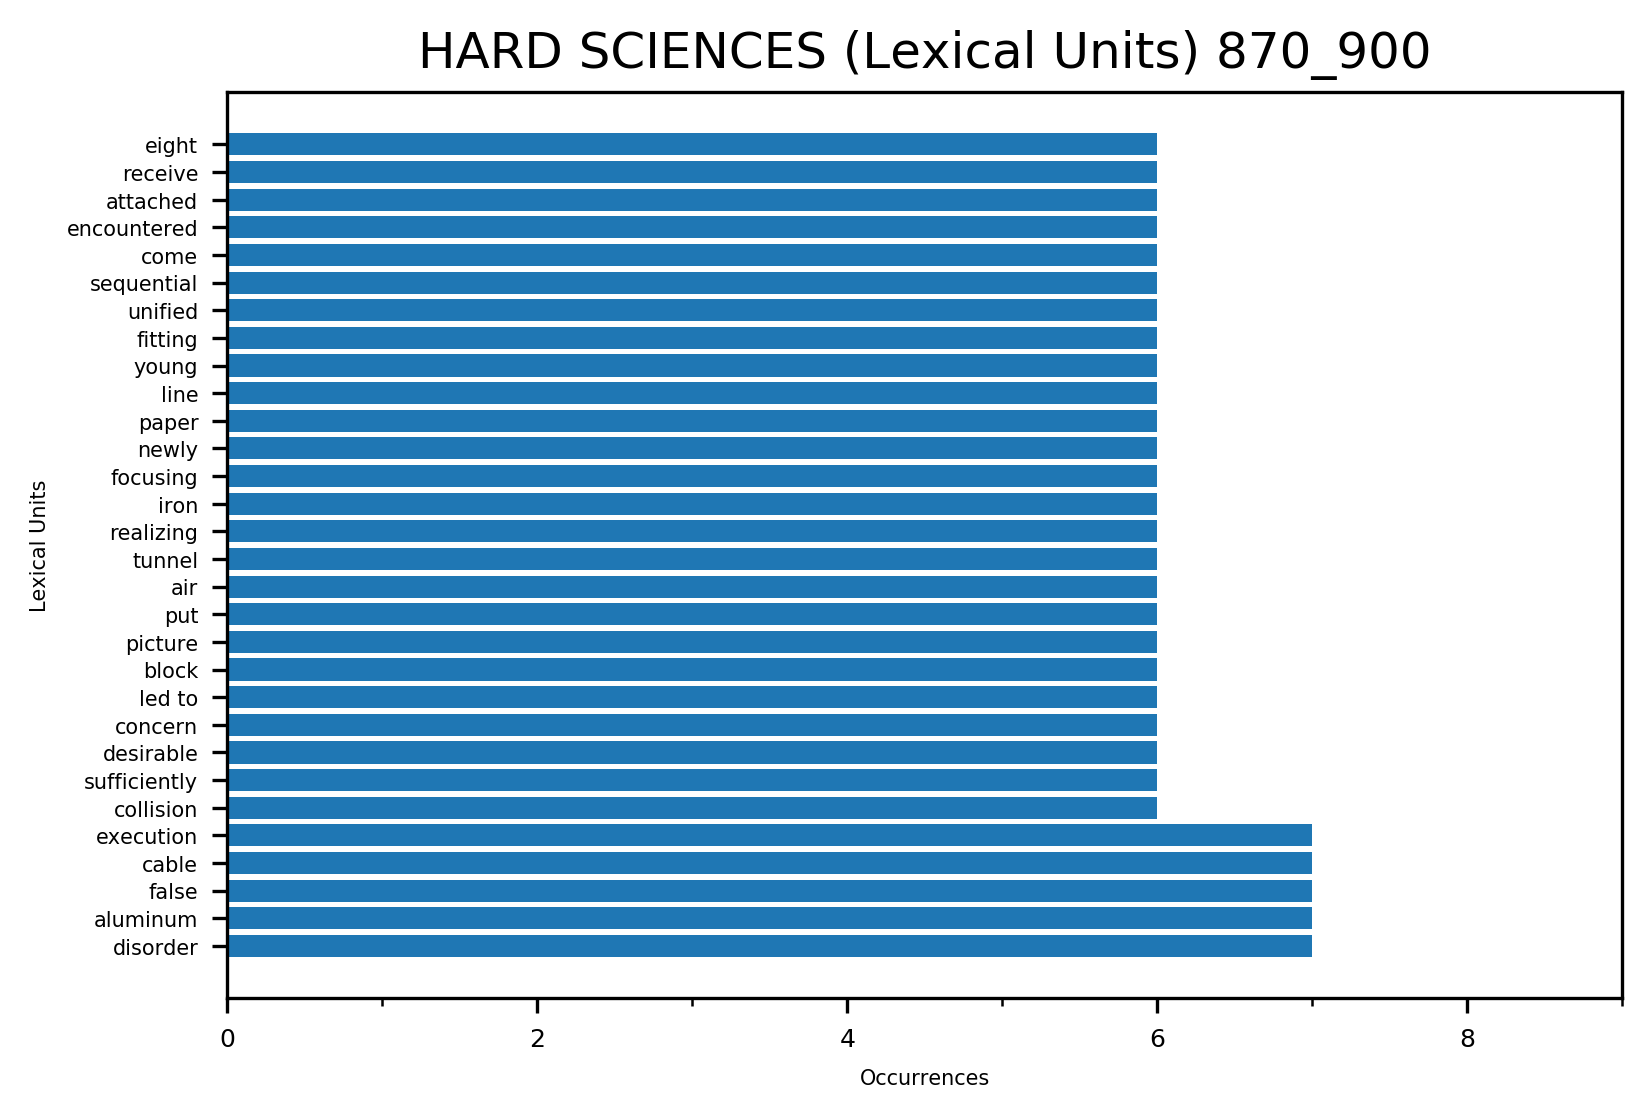 HARD SCIENCES (Lexical Units) 870_900
eight
receive
attached
encountered
come
sequential
unified
fitting
young
line
paper
newly
focusing
iron
realizing
tunnel
air
put
picture
block
led to
concern
desirable
sufficiently
collision
execution
cable
false
aluminum
disorder
Lexical Units
0 2 4 6 8
Occurrences